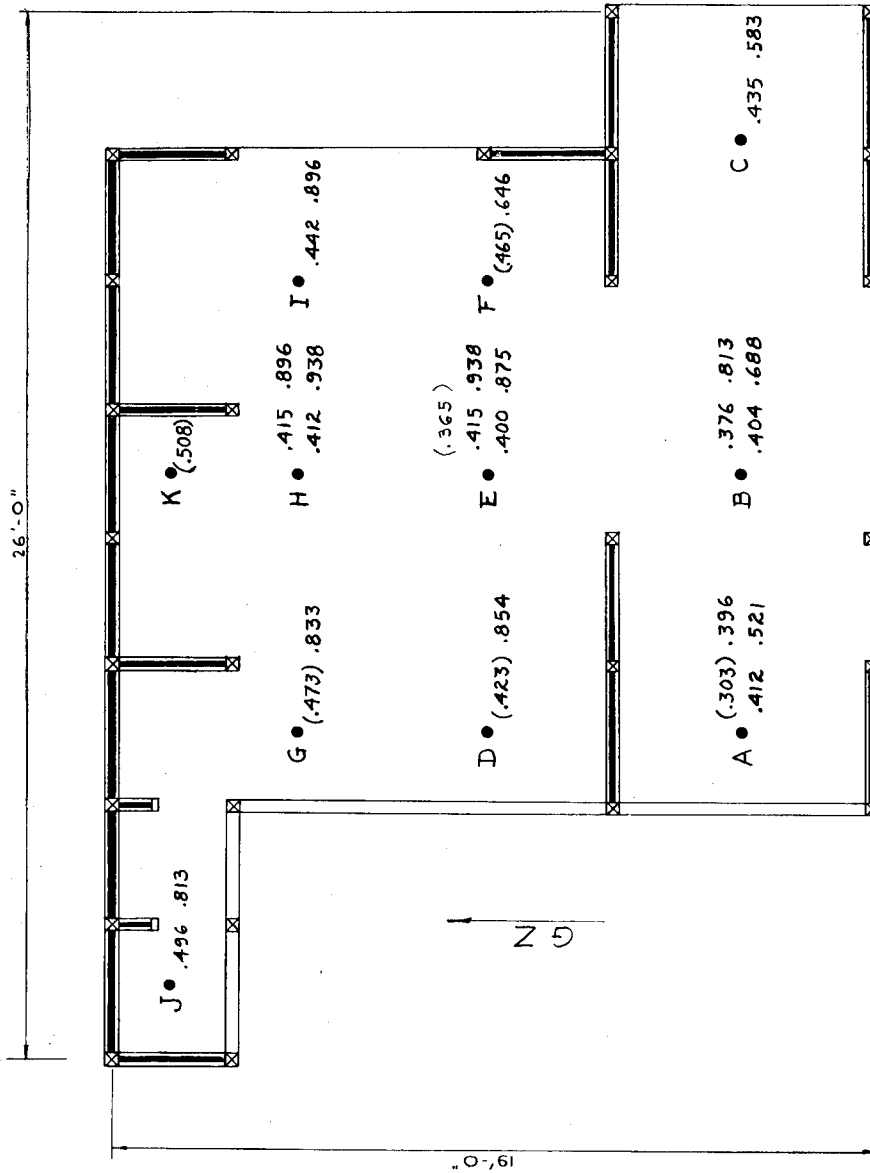 26'-0"
19'-0"
GZ
J
.496 .813
K
(.508)
G
(.473) .833
H
.415 .896
.412 .938
I
.442 .896
D
(.423) .854
E
(.365)
.415 .938
.400 .875
F
(.465) .646
A
(.303) .396
.412 .521
B
.376 .813
.404 .688
C
.435 .583